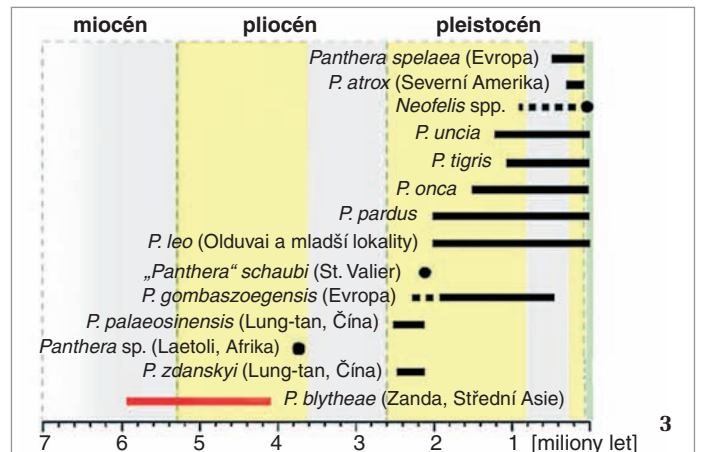 miocén pliocén pleistocén
Panthera spelaea (Evropa)
P. atrox (Severní Amerika)
Neofelis spp.
P. uncia
P. tigris
P. onca
P. pardus
P. leo (Olduvai a mladší lokality)
„Panthera“ schaubi (St. Valier)
P. gombaszoegensis (Evropa)
P. palaeosinensis (Lung-tan, Čína)
Panthera sp. (Laetoli, Afrika)
P. zdanskyi (Lung-tan, Čína)
P. blytheae (Zanda, Střední Asie)
7 6 5 4 3 2 1 [miliony let]
3